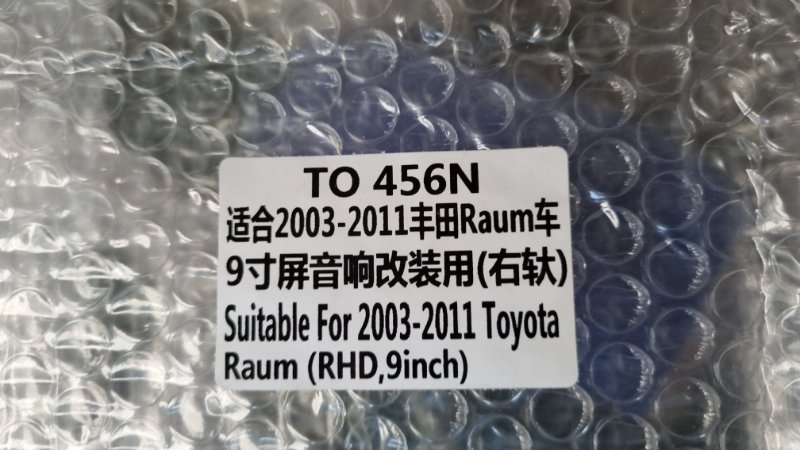 TO 456N
适合2003-2011丰田Raum车
9寸屏音响改装用(右轪)
Suitable For 2003-2011 Toyota
Raum (RHD,9inch)